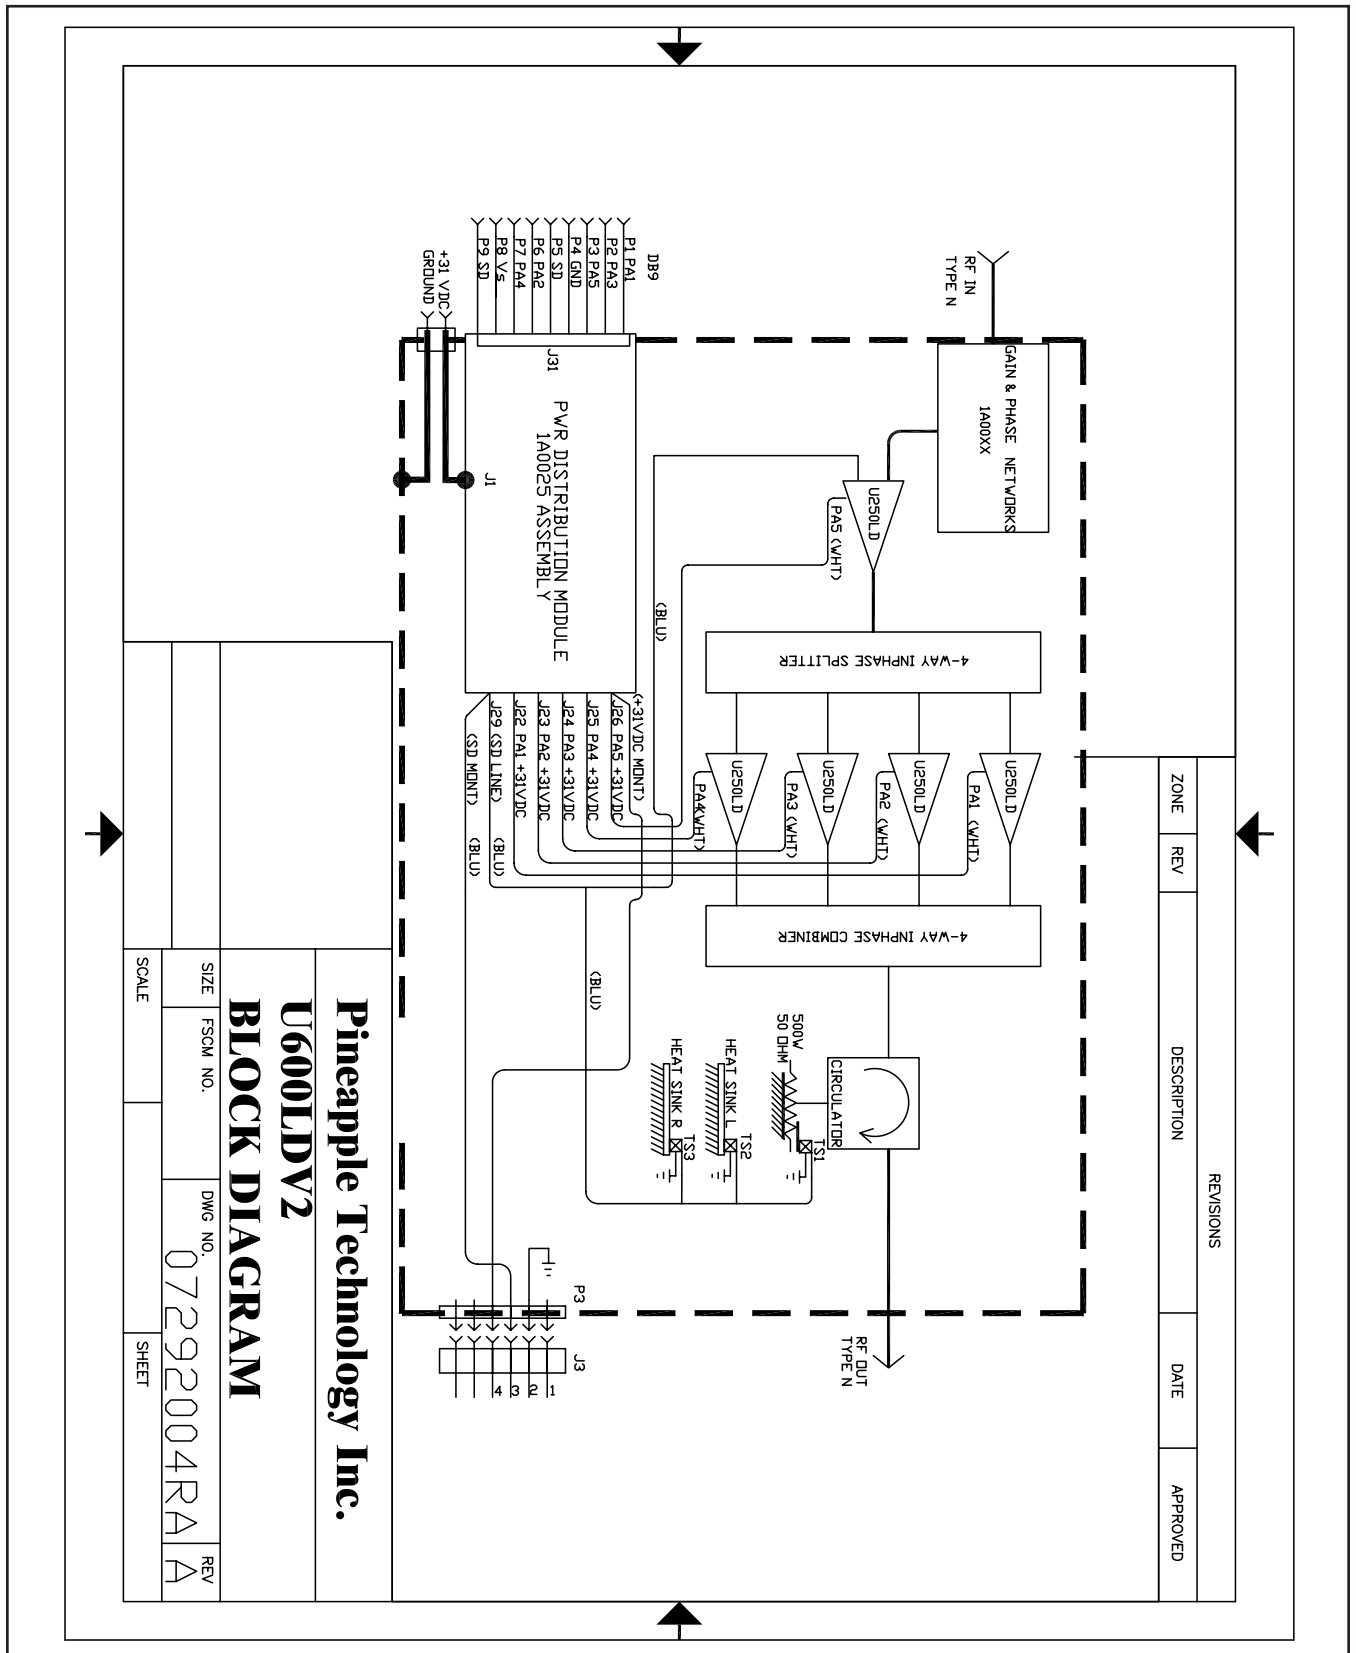 REVISIONS
ZONE
REV
DESCRIPTION
DATE
APPROVED
RF IN
TYPE N
GAIN & PHASE NETWORKS
1A00XX
U250LD
PA5 (WHT)
4-WAY INPHASE SPLITTER
U250LD
U250LD
U250LD
U250LD
PA1 (WHT)
PA2 (WHT)
PA3 (WHT)
PA4(WHT)
4-WAY INPHASE COMBINER
CIRCULATOR
500W
50 OHM
TS1
HEAT SINK L
TS2
HEAT SINK R
TS3
RF OUT
TYPE N
DB9
P1 PA1
P2 PA3
P3 PA5
P4 GND
P5 SD
P6 PA2
P7 PA4
P8 Vs
P9 SD
J31
+31 VDC
GROUND
J1
PWR DISTRIBUTION MODULE
1A0025 ASSEMBLY
(BLU)
(+31VDC MONT)
J26 PA5 +31VDC
J25 PA4 +31VDC
J24 PA3 +31VDC
J23 PA2 +31VDC
J22 PA1 +31VDC
J29 (SD LINE)
(BLU)
(SD MONT)
(BLU)
(BLU)
P3
J3
1
2
3
4
Pineapple Technology Inc.
U600LDV2
BLOCK DIAGRAM
SIZE
FSCM NO.
DWG NO.
07292004RA
REV
A
SCALE
SHEET